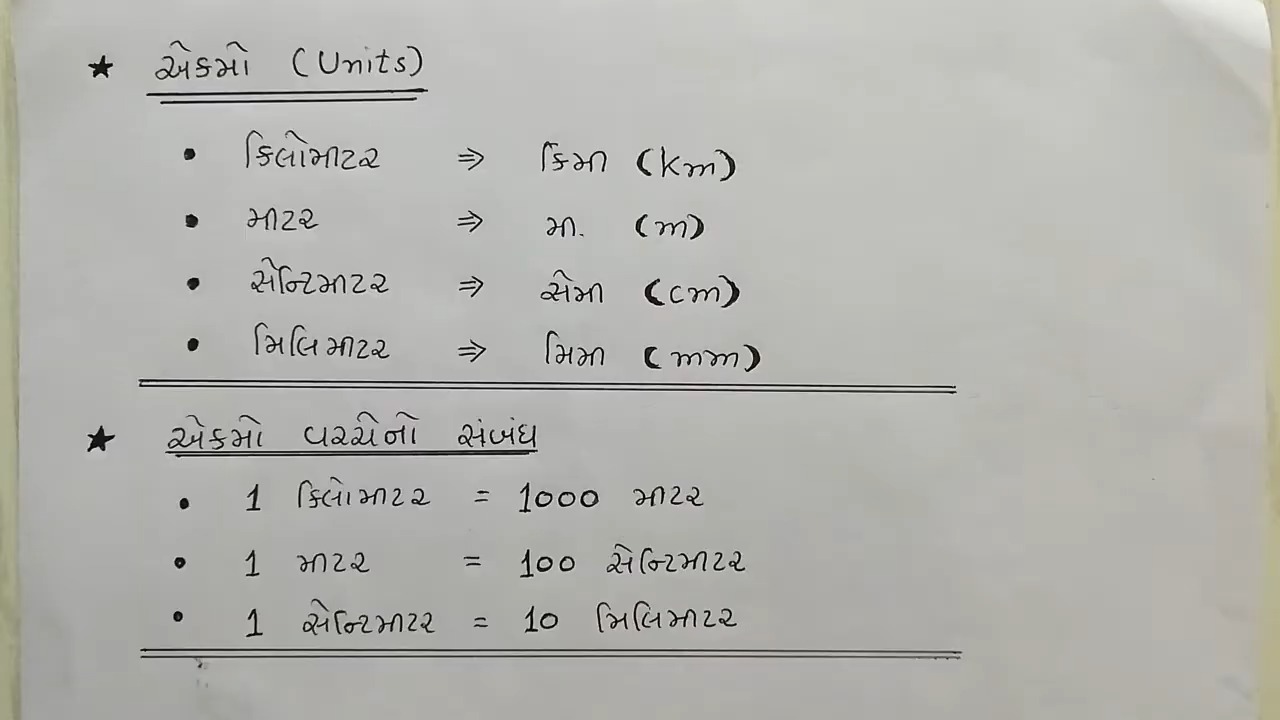 ★ એકમો (Units)
• કિલોમીટર ⇒ કિમી (km)
• મીટર ⇒ મી. (m)
• સેન્ટિમીટર ⇒ સેમી (cm)
• મિલિમીટર ⇒ મિમી (mm)
★ એકમો વચ્ચેનો સંબંધ
• 1 કિલોમીટર = 1000 મીટર
• 1 મીટર = 100 સેન્ટિમીટર
• 1 સેન્ટિમીટર = 10 મિલિમીટર